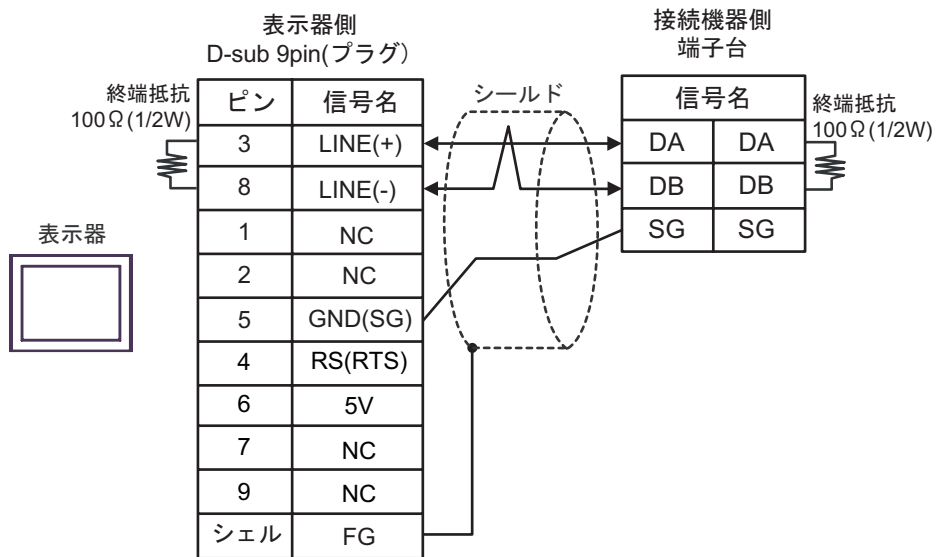 表示器側
D-sub 9pin(プラグ)
接続機器側
端子台
終端抵抗
100Ω(1/2W)
ピン 信号名
シールド
信号名
終端抵抗
100Ω(1/2W)
3 LINE(+)
DA DA
8 LINE(-)
DB DB
表示器
1 NC
SG SG
2 NC
5 GND(SG)
4 RS(RTS)
6 5V
7 NC
9 NC
シェル FG